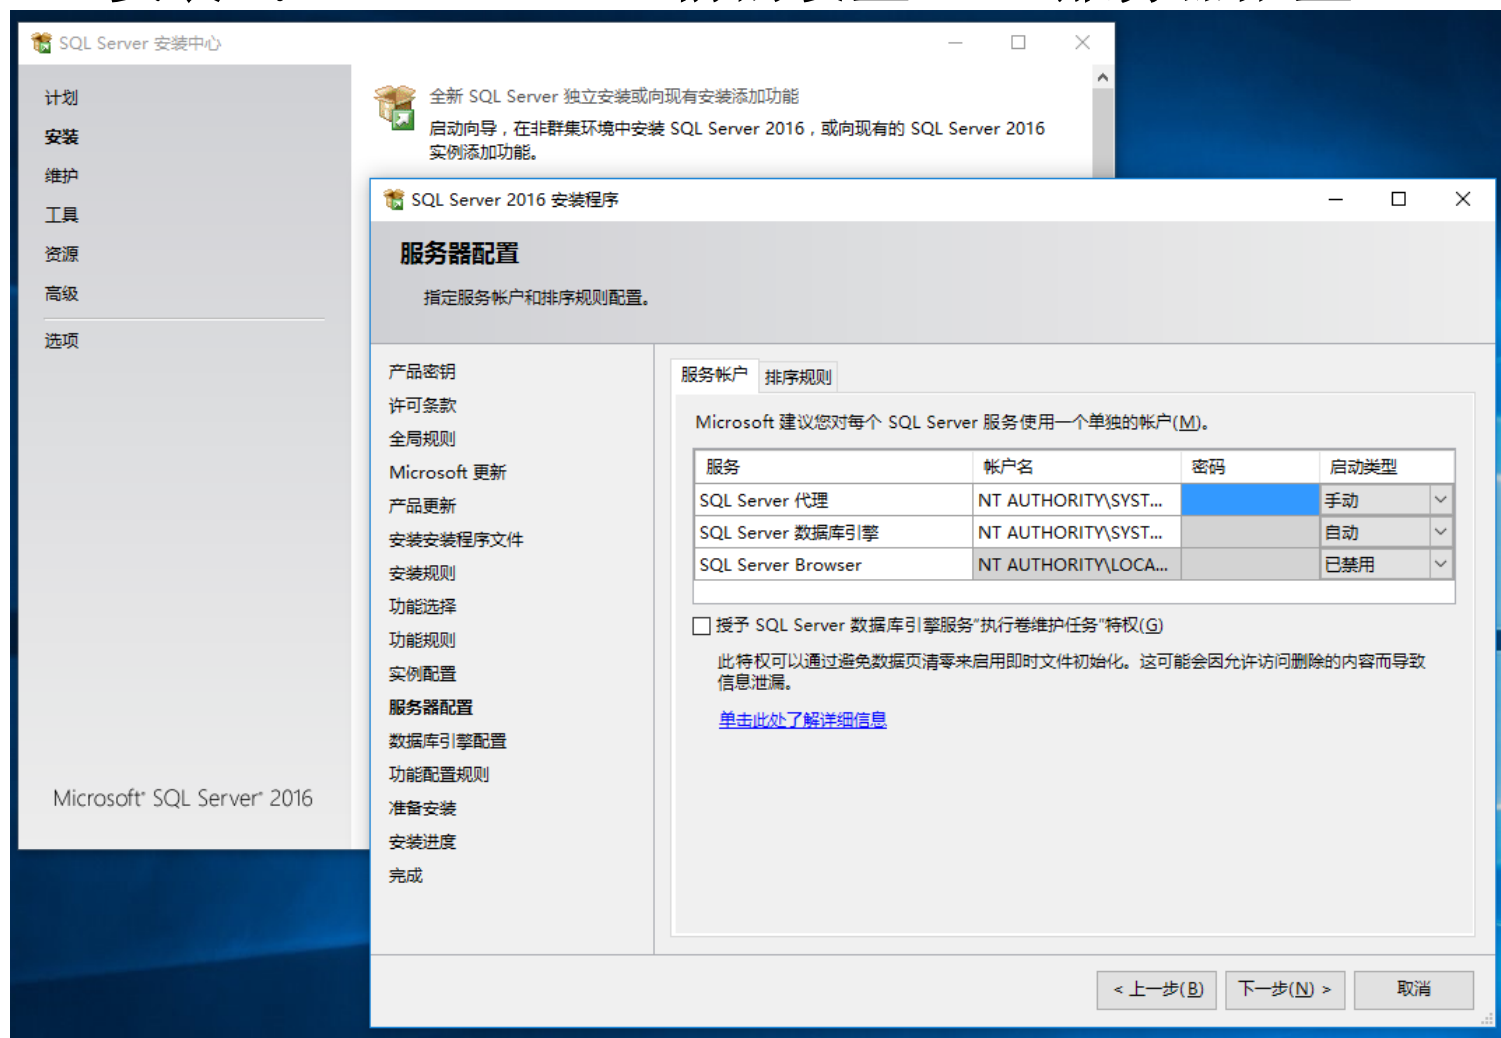 SQL Server 安装中心
计划
安装
维护
工具
资源
高级
选项
Microsoft® SQL Server® 2016
全新 SQL Server 独立安装或向现有安装添加功能
启动向导，在非群集环境中安装 SQL Server 2016，或向现有的 SQL Server 2016
实例添加功能。
SQL Server 2016 安装程序
服务器配置
指定服务帐户和排序规则配置。
产品密钥
许可条款
全局规则
Microsoft 更新
产品更新
安装安装程序文件
安装规则
功能选择
功能规则
实例配置
服务器配置
数据库引擎配置
功能配置规则
准备安装
安装进度
完成
服务帐户 排序规则
Microsoft 建议您对每个 SQL Server 服务使用一个单独的帐户(M)。
服务 帐户名 密码 启动类型
SQL Server 代理 NT AUTHORITY\SYST... 手动
SQL Server 数据库引擎 NT AUTHORITY\SYST... 自动
SQL Server Browser NT AUTHORITY\LOCA... 已禁用
授予 SQL Server 数据库引擎服务"执行卷维护任务"特权(G)
此特权可以通过避免数据页清零来启用即时文件初始化。这可能会因允许访问删除的内容而导致
信息泄漏。
单击此处了解详细信息
< 上一步(B) 下一步(N) > 取消